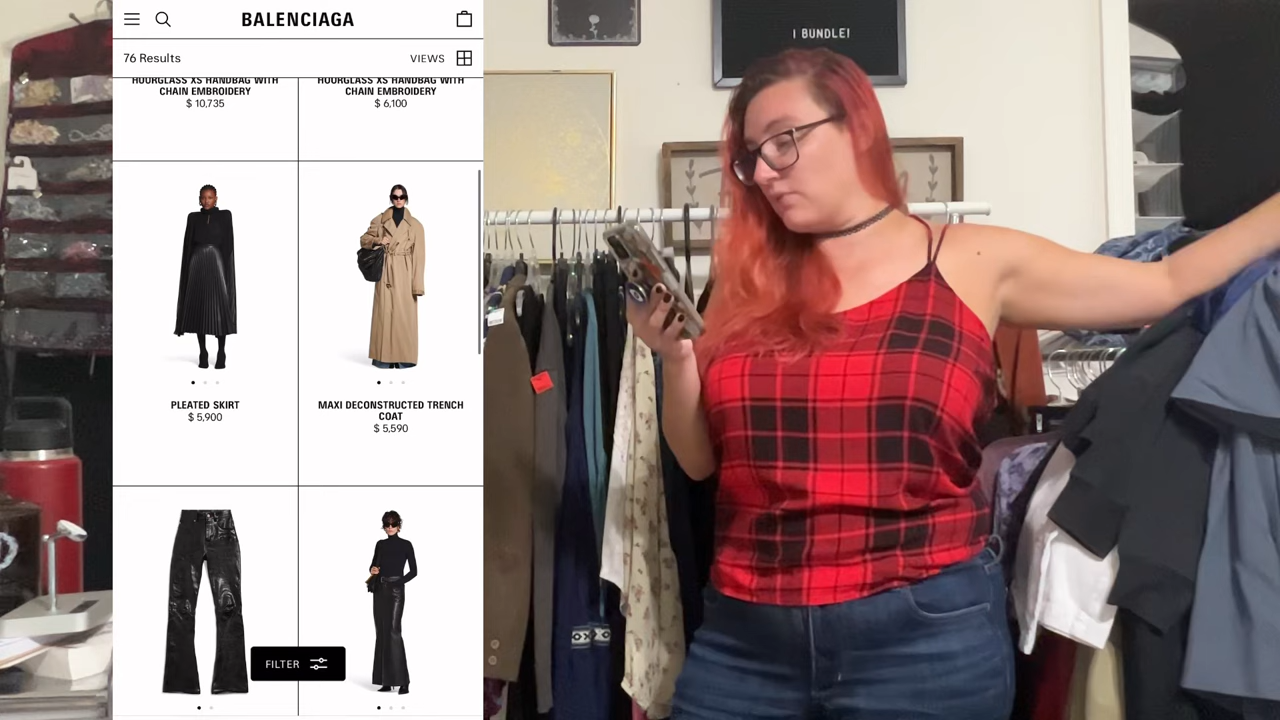 BALENCIAGA
76 Results
VIEWS
HOURGLASS XS HANDBAG WITH
CHAIN EMBROIDERY
$ 10,735
HOURGLASS XS HANDBAG WITH
CHAIN EMBROIDERY
$ 6,100
PLEATED SKIRT
$ 5,900
MAXI DECONSTRUCTED TRENCH
COAT
$ 5,590
FILTER
I BUNDLE!